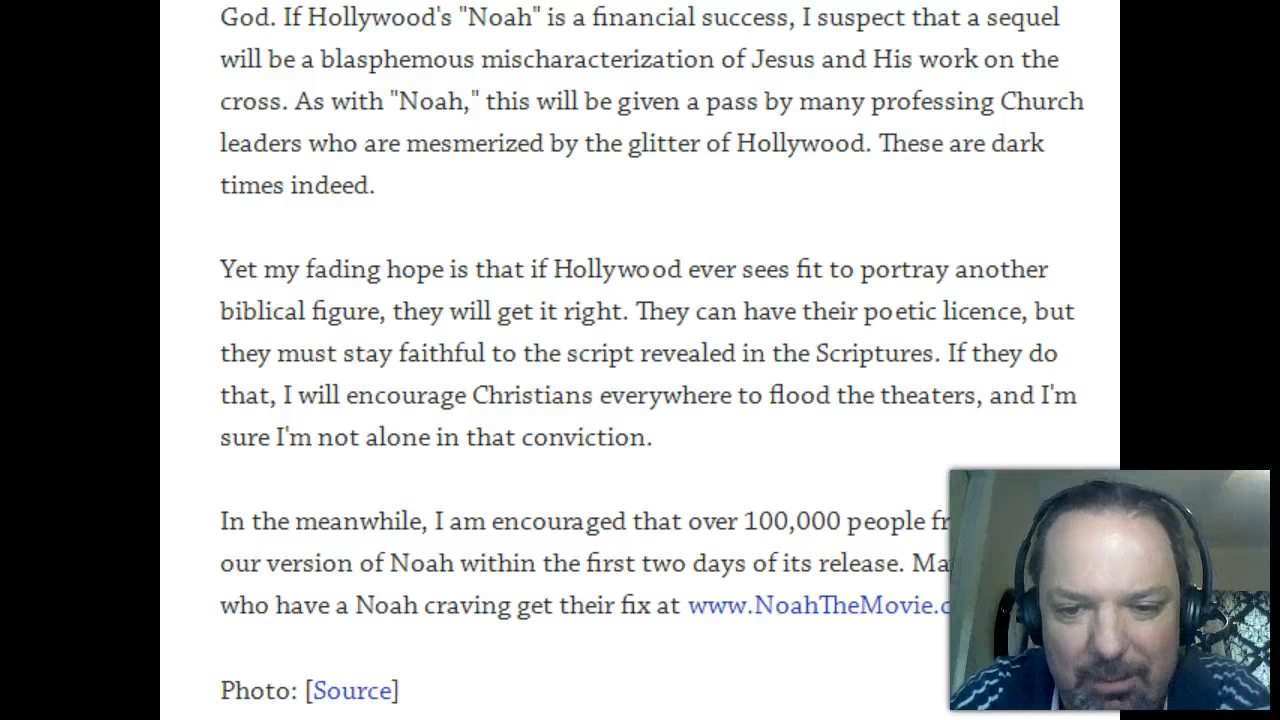 God. If Hollywood's "Noah" is a financial success, I suspect that a sequel
will be a blasphemous mischaracterization of Jesus and His work on the
cross. As with "Noah," this will be given a pass by many professing Church
leaders who are mesmerized by the glitter of Hollywood. These are dark
times indeed.
Yet my fading hope is that if Hollywood ever sees fit to portray another
biblical figure, they will get it right. They can have their poetic licence, but
they must stay faithful to the script revealed in the Scriptures. If they do
that, I will encourage Christians everywhere to flood the theaters, and I'm
sure I'm not alone in that conviction.
In the meanwhile, I am encouraged that over 100,000 people
our version of Noah within the first two days of its release.
who have a Noah craving get their fix at www.NoahTheMovie.
Photo: [Source]